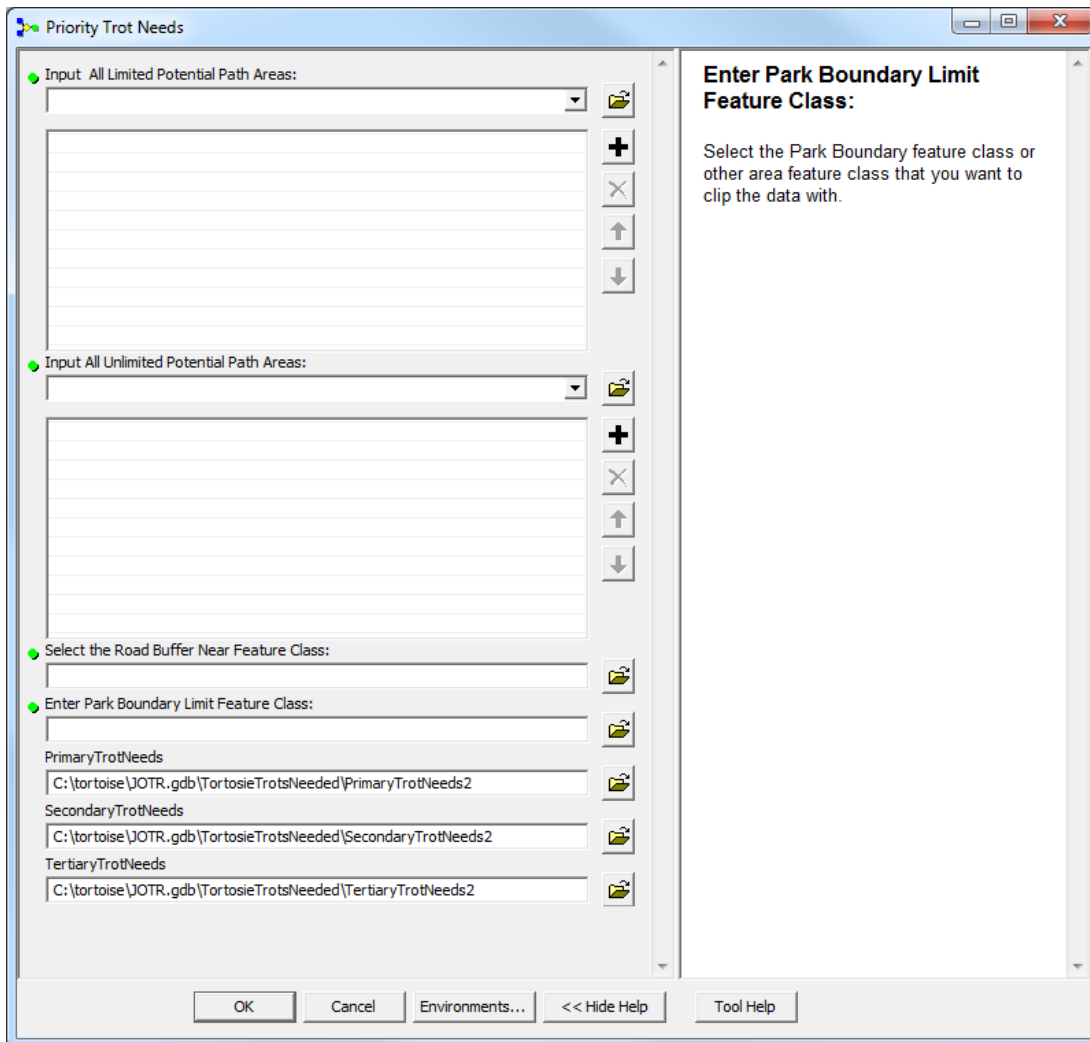 Priority Trot Needs
Input All Limited Potential Path Areas:
Input All Unlimited Potential Path Areas:
Select the Road Buffer Near Feature Class:
Enter Park Boundary Limit Feature Class:
PrimaryTrotNeeds
C:\tortoise\JOTR.gdb\TortosieTrotsNeeded\PrimaryTrotNeeds2
SecondaryTrotNeeds
C:\tortoise\JOTR.gdb\TortosieTrotsNeeded\SecondaryTrotNeeds2
TertiaryTrotNeeds
C:\tortoise\JOTR.gdb\TortosieTrotsNeeded\TertiaryTrotNeeds2
Enter Park Boundary Limit
Feature Class:
Select the Park Boundary feature class or
other area feature class that you want to
clip the data with.
OK
Cancel
Environments...
<< Hide Help
Tool Help